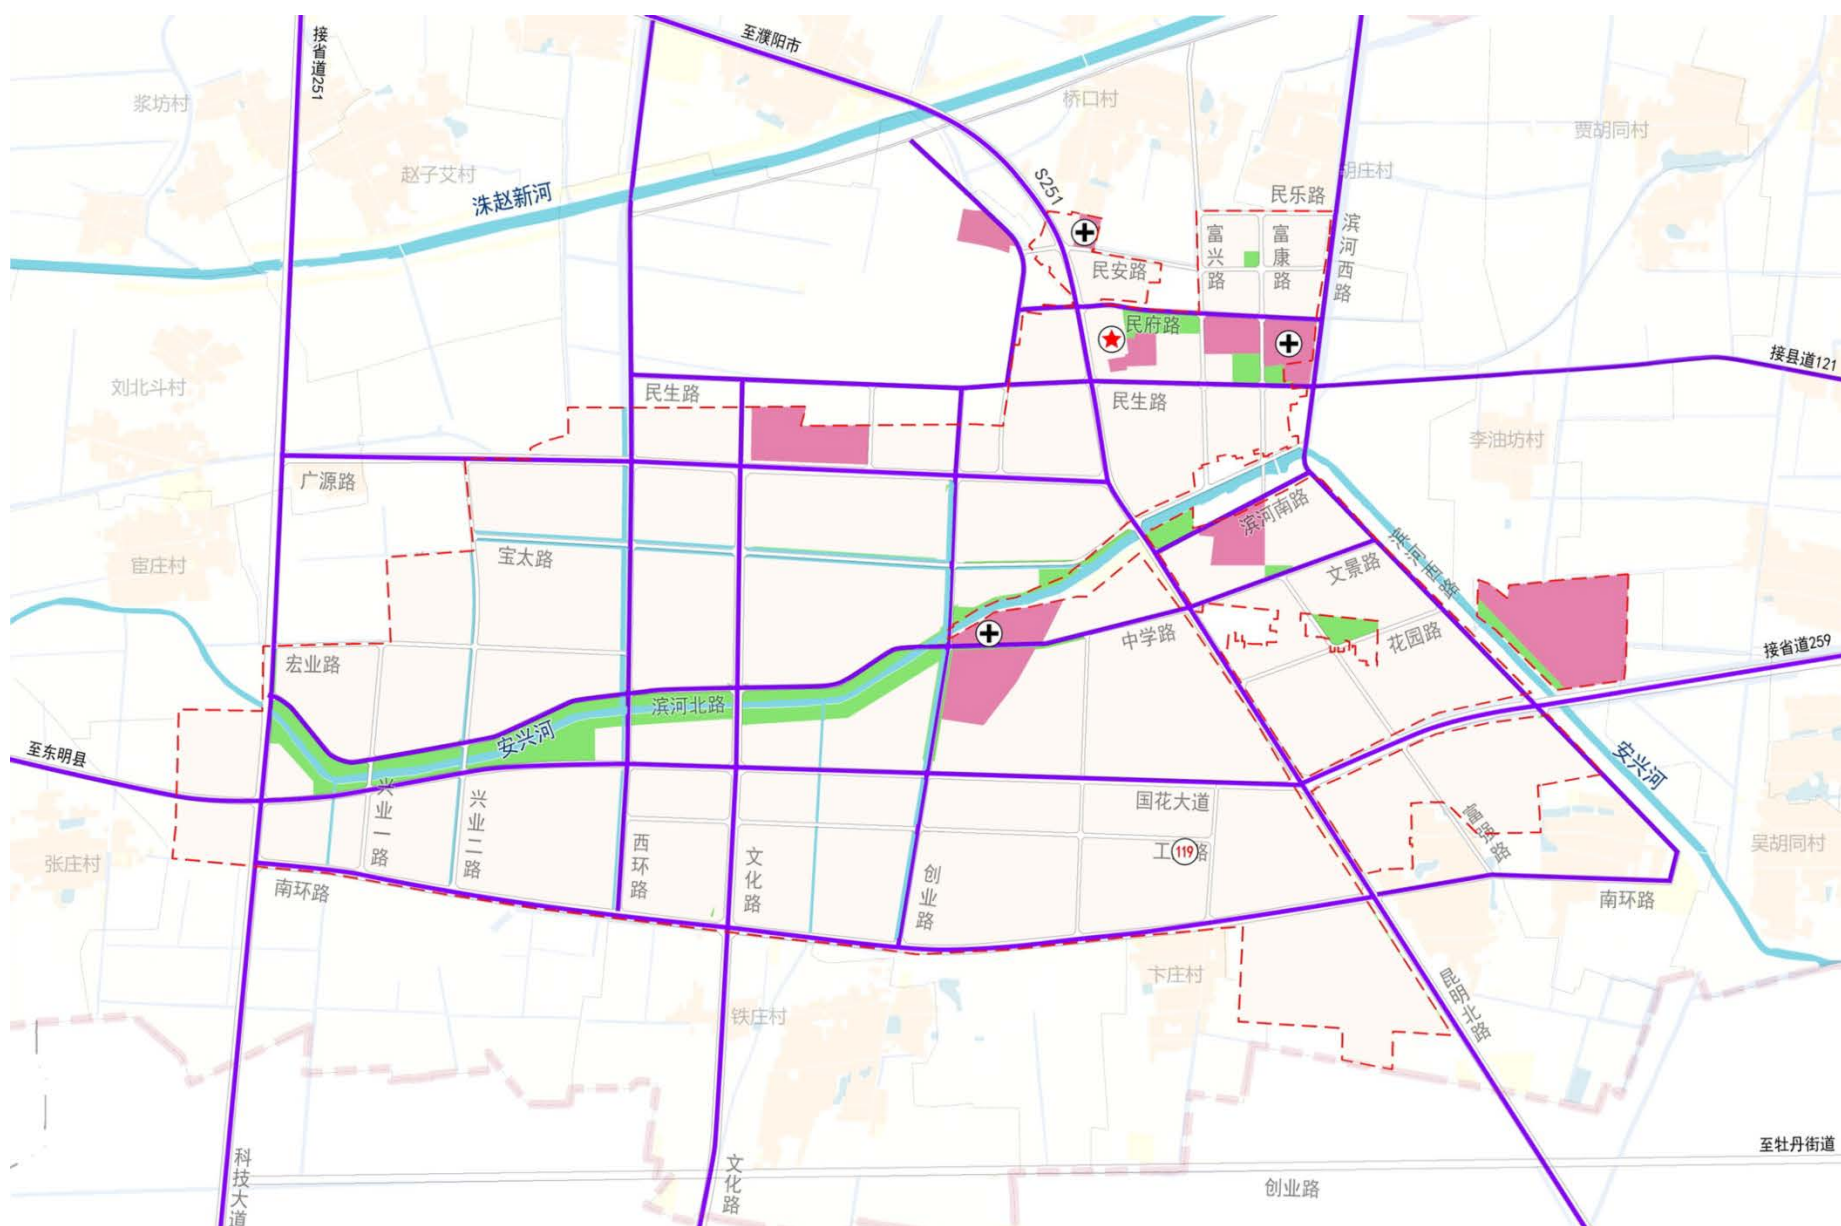 接省道251
至濮阳市
浆坊村
桥口村
贾胡同村
赵子艾村
胡庄村
洙赵新河
S251
民乐路
富兴路
富康路
滨河西路
民安路
民府路
接县道121
刘北斗村
民生路
民生路
李油坊村
广源路
滨河南路
宦庄村
宝太路
滨河西路
文景路
中学路
花园路
接省道259
宏业路
滨河北路
安兴河
至东明县
安兴河
兴业一路
兴业二路
国花大道
富源路
张庄村
西环路
文化路
创业路
119
吴胡同村
南环路
南环路
卞庄村
昆明北路
铁庄村
至牡丹街道
科技大道
文化路
创业路